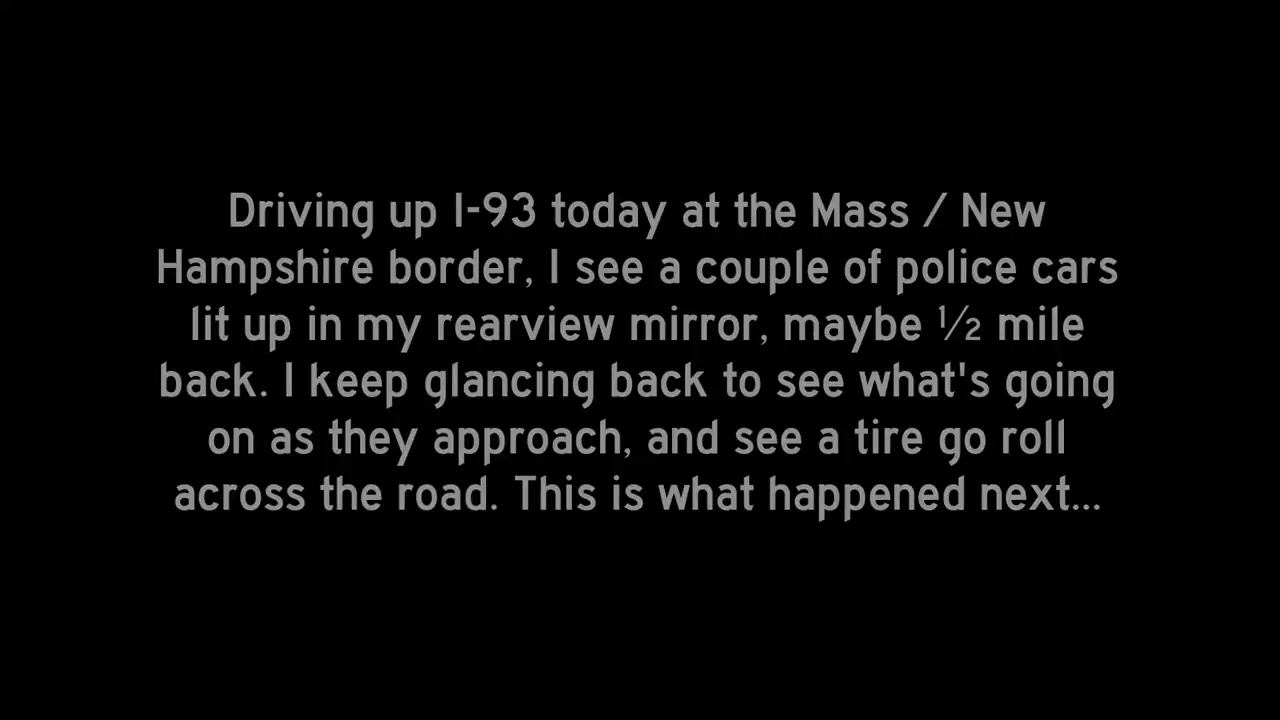 Driving up I-93 today at the Mass / New
Hampshire border, I see a couple of police cars
lit up in my rearview mirror, maybe ½ mile
back. I keep glancing back to see what's going
on as they approach, and see a tire go roll
across the road. This is what happened next...